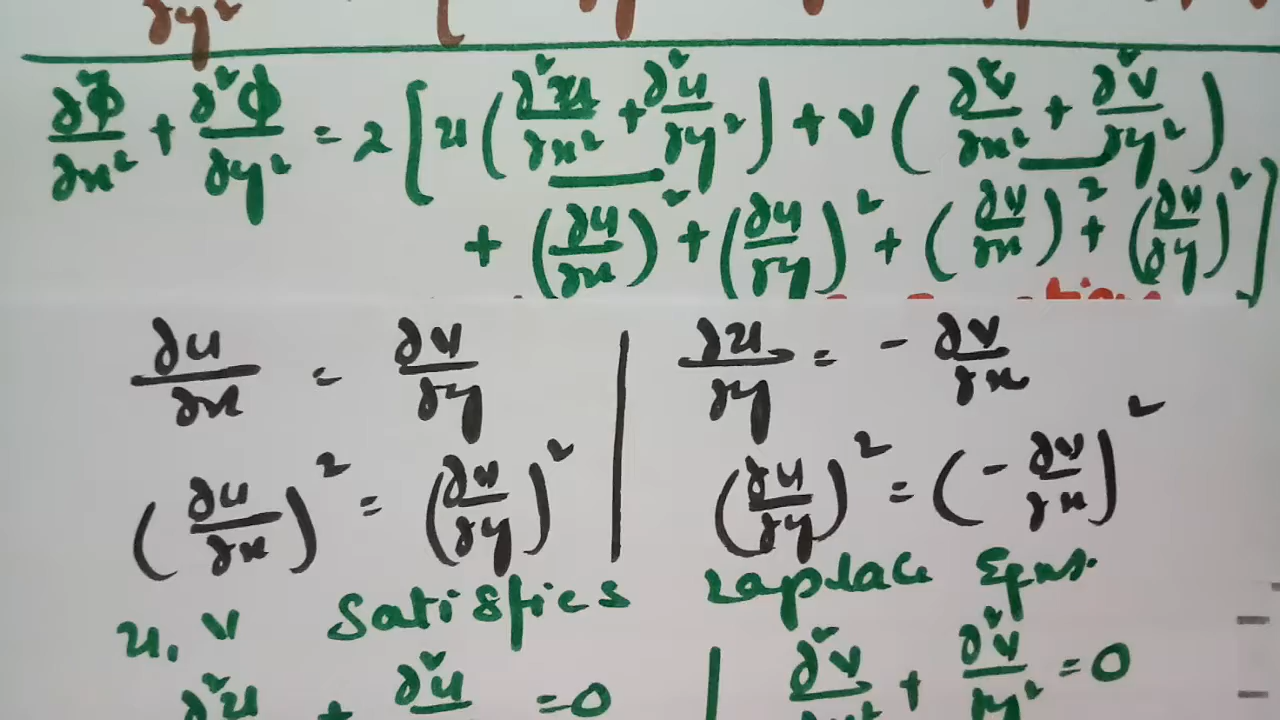 ∂y²
∂²Φ/∂x² + ∂²Φ/∂y² = 2 [ u ( ∂²u/∂x² + ∂²u/∂y² ) + v ( ∂²v/∂x² + ∂²v/∂y² )
+ (∂u/∂x)² + (∂u/∂y)² + (∂v/∂x)² + (∂v/∂y)² ]
∂u/∂x = ∂v/∂y | ∂u/∂y = - ∂v/∂x
(∂u/∂x)² = (∂v/∂y)² | (∂u/∂y)² = (- ∂v/∂x)²
u, v Satisfies Laplace Eqns.
∂²u + ∂²u = 0 | ∂²v/∂x² + ∂²v/∂y² = 0